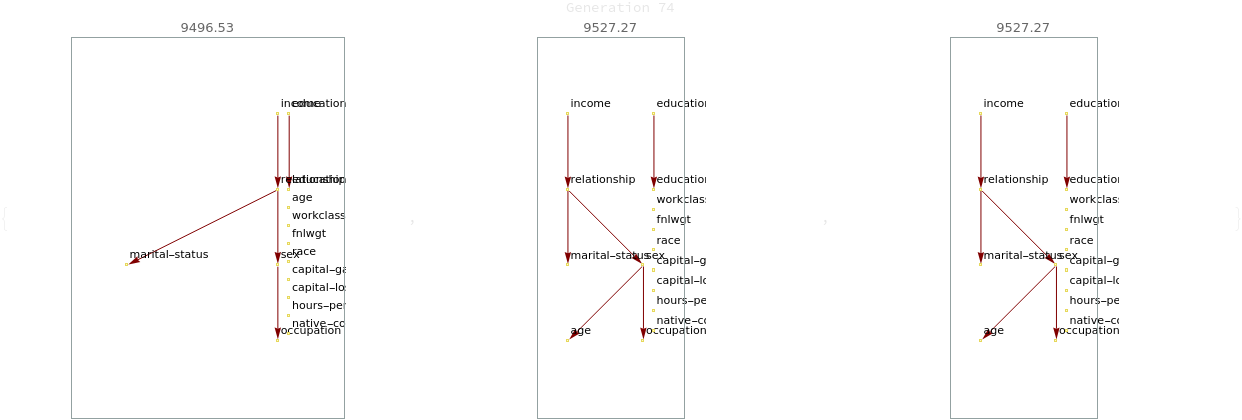 Generation 74
9496.53
income
education
relationship
education
age
workclass
fnlwgt
race
marital-status
sex
capital-ga
capital-los
hours-per
native-co
occupation
9527.27
income
education
relationship
education
workclass
fnlwgt
race
marital-status
sex
capital-g
capital-lo
hours-pe
native-co
age
occupation
9527.27
income
education
relationship
education
workclass
fnlwgt
race
marital-status
sex
capital-g
capital-lo
hours-pe
native-co
age
occupation